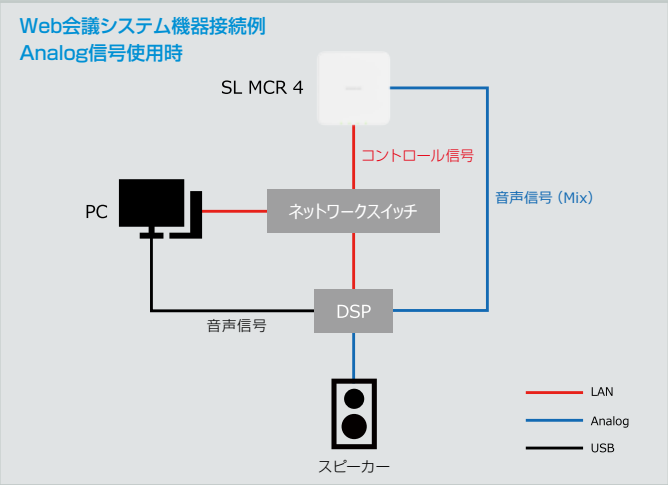 Web会議システム機器接続例
Analog信号使用時
SL MCR 4
コントロール信号
音声信号（Mix）
PC
ネットワークスイッチ
DSP
音声信号
スピーカー
LAN
Analog
USB